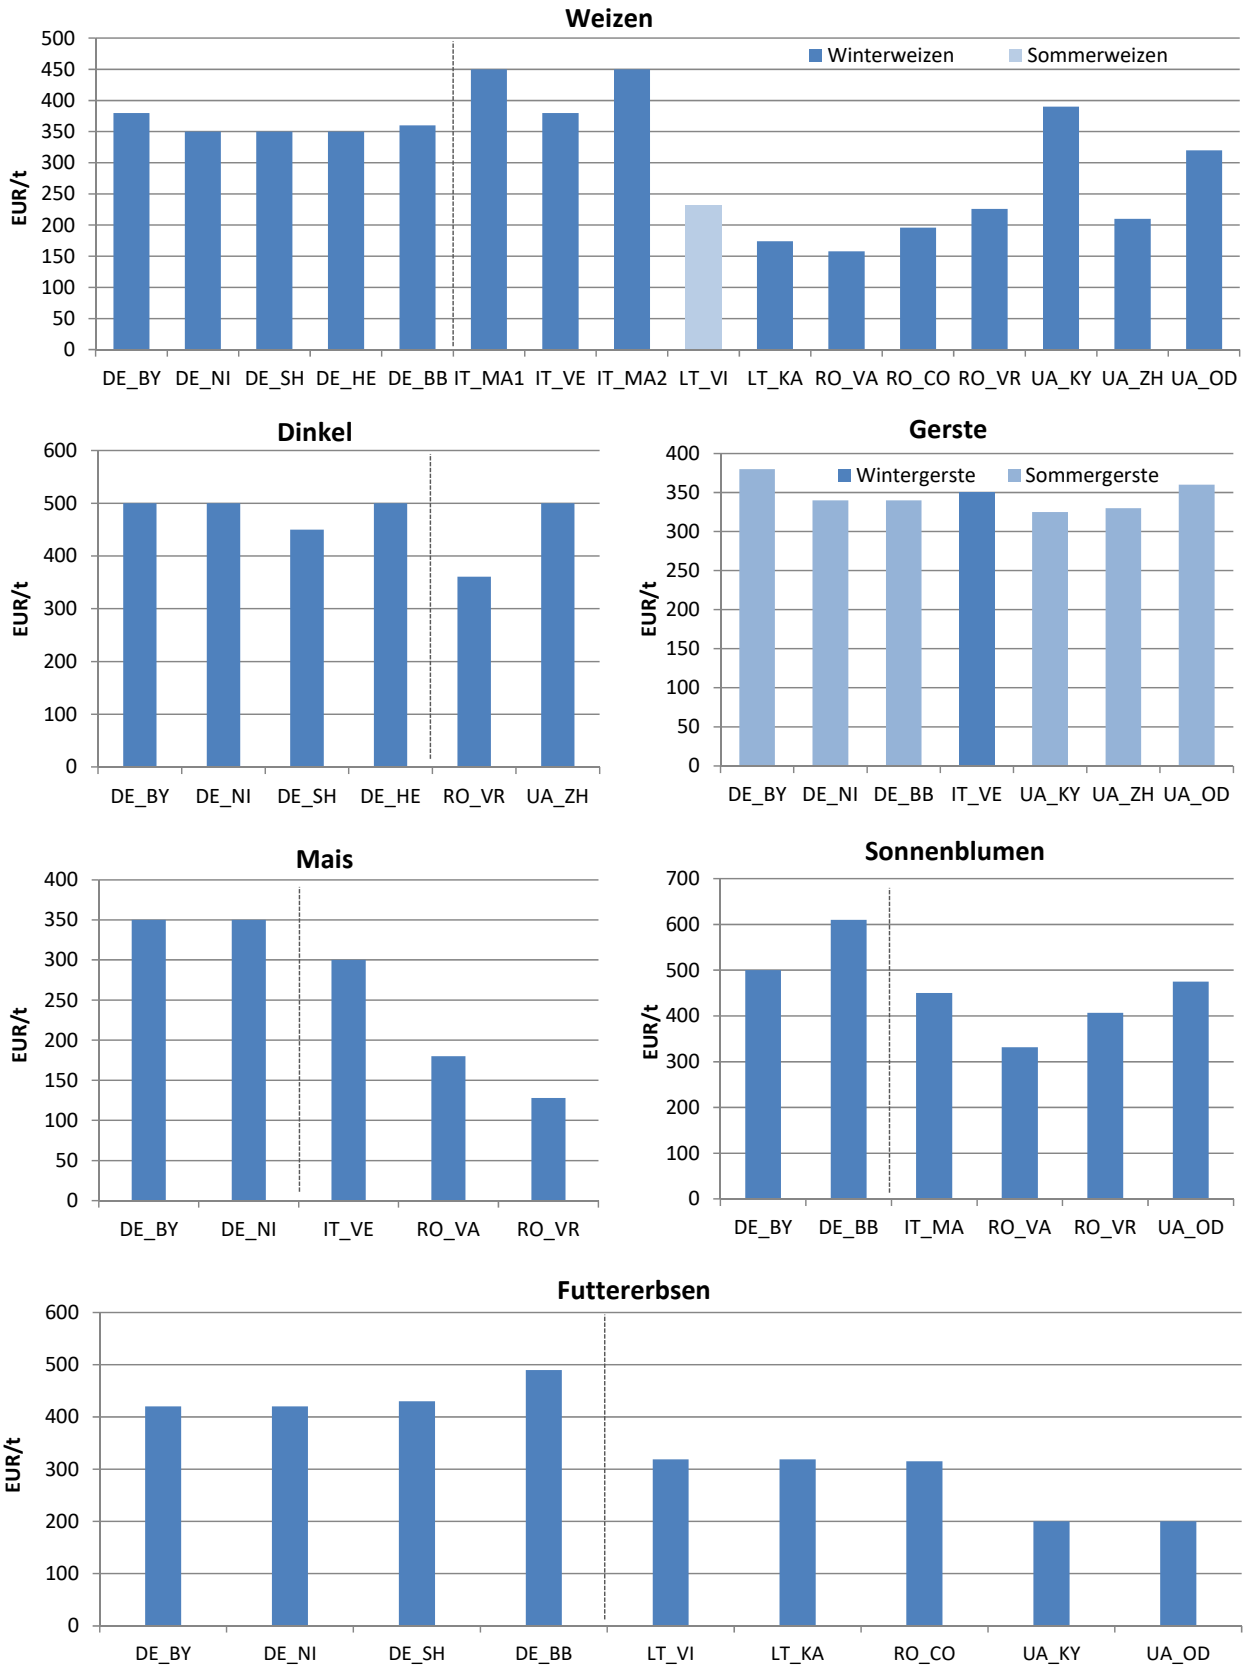 Weizen
Winterweizen Sommerweizen
EUR/t
500
450
400
350
300
250
200
150
100
50
0
DE_BY DE_NI DE_SH DE_HE DE_BB IT_MA1 IT_VE IT_MA2 LT_VI LT_KA RO_VA RO_CO RO_VR UA_KY UA_ZH UA_OD
Dinkel
EUR/t
600
500
400
300
200
100
0
DE_BY DE_NI DE_SH DE_HE RO_VR UA_ZH
Gerste
Wintergerste Sommergerste
EUR/t
400
350
300
250
200
150
100
50
0
DE_BY DE_NI DE_BB IT_VE UA_KY UA_ZH UA_OD
Mais
EUR/t
400
350
300
250
200
150
100
50
0
DE_BY DE_NI IT_VE RO_VA RO_VR
Sonnenblumen
EUR/t
700
600
500
400
300
200
100
0
DE_BY DE_BB IT_MA RO_VA RO_VR UA_OD
Futtererbsen
EUR/t
600
500
400
300
200
100
0
DE_BY DE_NI DE_SH DE_BB LT_VI LT_KA RO_CO UA_KY UA_OD